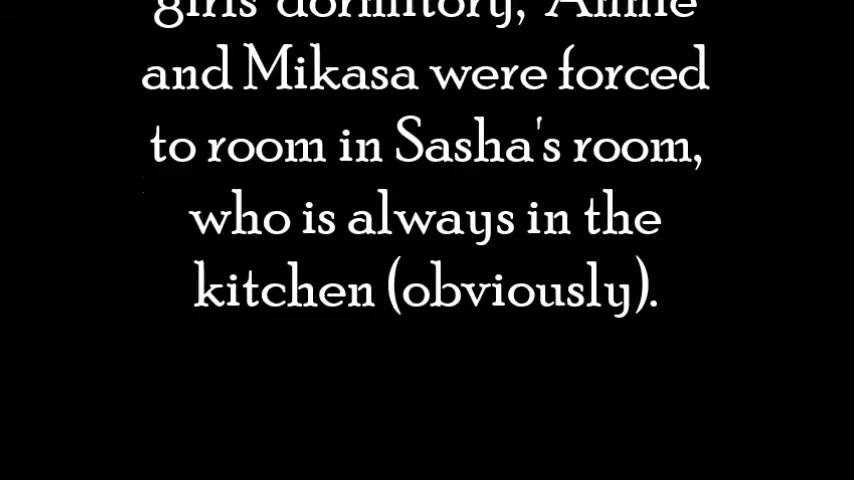 girls' dormitory, Annie
and Mikasa were forced
to room in Sasha's room,
who is always in the
kitchen (obviously).